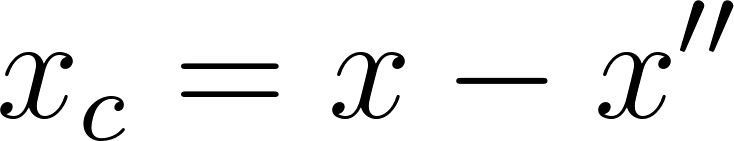 x_c = x − x″